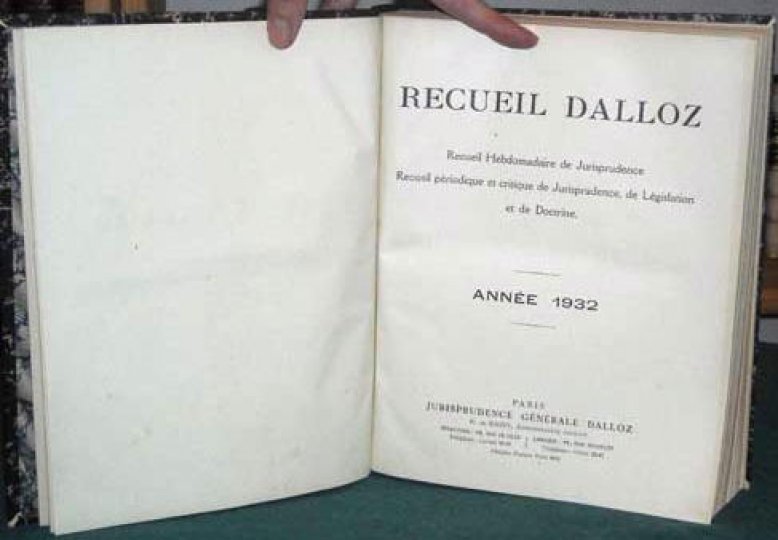 RECUEIL DALLOZ
Recueil Hebdomadaire de Jurisprudence
Recueil périodique et critique de Jurisprudence, de Législation
et de Doctrine.
ANNÉE 1932
PARIS
JURISPRUDENCE GÉNÉRALE DALLOZ